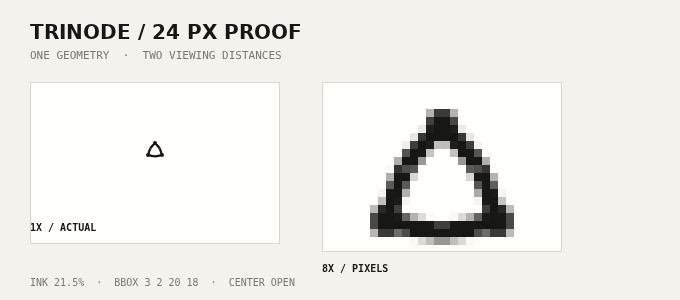 TRINODE / 24 PX PROOF
ONE GEOMETRY · TWO VIEWING DISTANCES
1X / ACTUAL
8X / PIXELS
INK 21.5% · BBOX 3 2 20 18 · CENTER OPEN